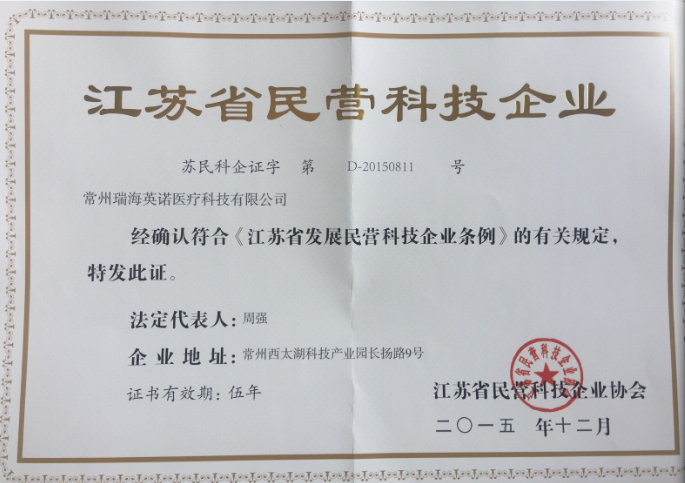 江苏省民营科技企业
苏民科企证字 第 D-20150811 号
常州瑞海英诺医疗科技有限公司
经确认符合《江苏省发展民营科技企业条例》的有关规定，
特发此证。
法定代表人：周强
企业地址：常州西太湖科技产业园长扬路9号
证书有效期：伍年
江苏省民营科技企业协会
二〇一五 年十二月